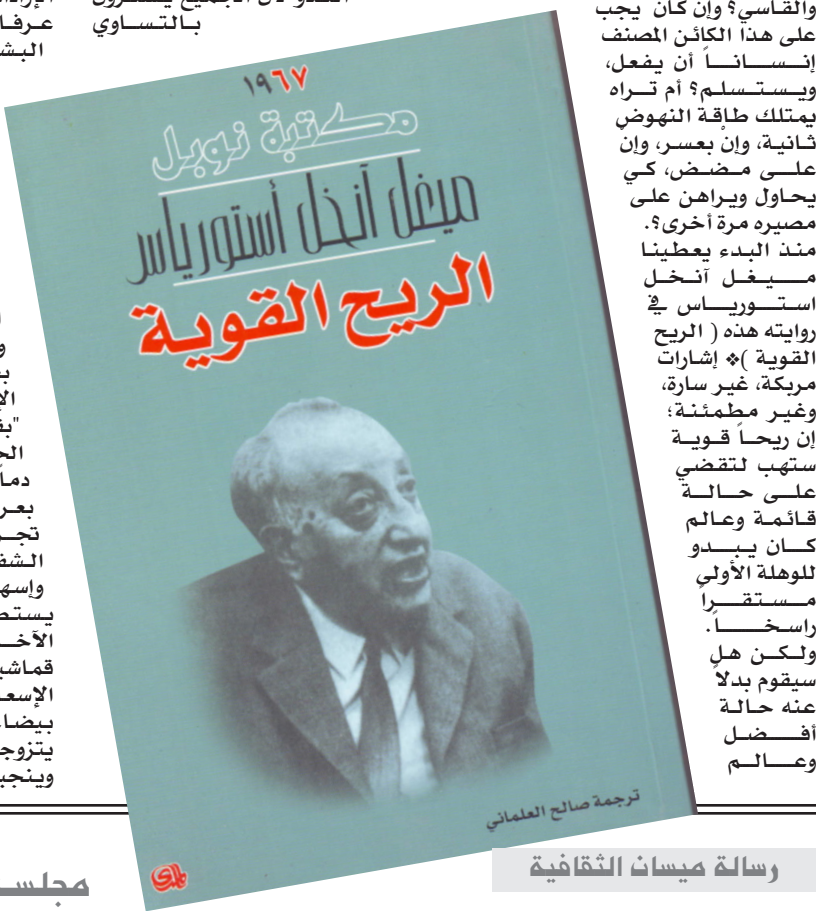 والقاسي؟ وإن كان يجب
على هذا الكائن المصنف
إنساناً أن يفعل،
ويستسلم؟ أم تراه
يمتلك طاقة النهوض
ثانية، وإنْ بعسر، وإنْ
على مضض، كي
يحاول ويراهن على
مصيره مرة أخرى؟.
منذ البدء يعطينا
ميغل آنخل
استورياس في
روايته هذه ( الريح
القوية )❖ إشارات
مربكة، غير سارة،
وغير مطمئنة؛
إن ريحاً قوية
ستهب لتقضي
على حالة
قائمة وعالم
كان يبدو
للوهلة الأولى
مستقراً
راسخاً.
ولكن هل
سيقوم بدلاً
عنه حالة
أفضل
وعالم
بالتساوي
١٩٦٧
مكتبة نوبل
ميغل آنخل أستورياس
الريح القوية
ترجمة صالح العلماني
المدى
دماً
يتزوج
رسالة ميسان الثقافية